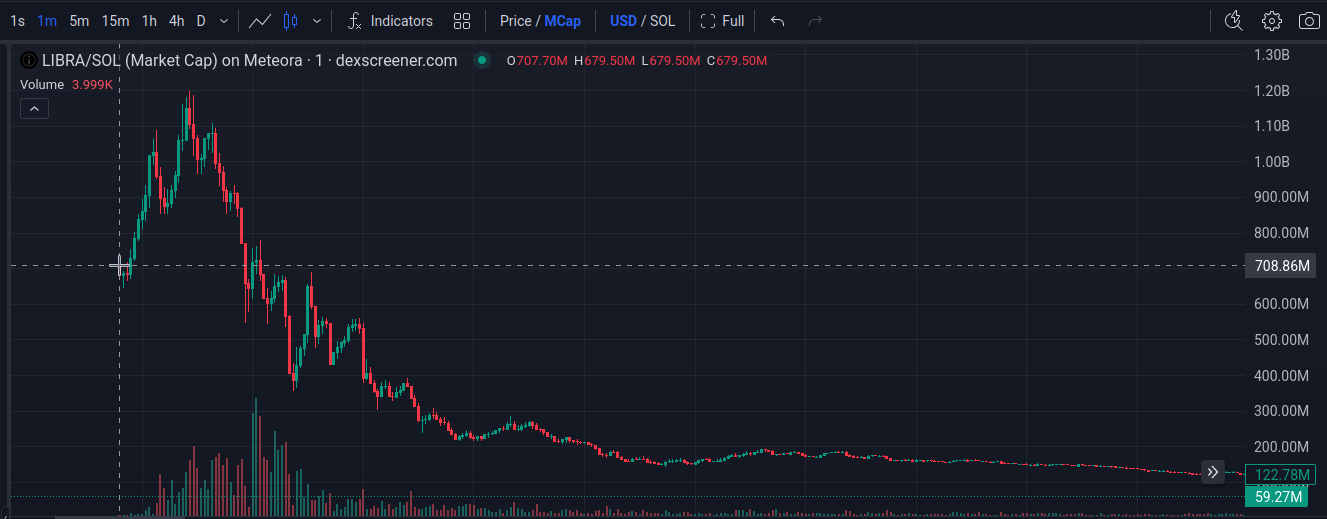 1s 1m 5m 15m 1h 4h D Indicators Price / MCap USD / SOL Full
LIBRA/SOL (Market Cap) on Meteora · 1 · dexscreener.com O707.70M H679.50M L679.50M C679.50M
Volume 3.999K
1.30B
1.20B
1.10B
1.00B
900.00M
800.00M
708.86M
600.00M
500.00M
400.00M
300.00M
200.00M
122.78M
59.27M